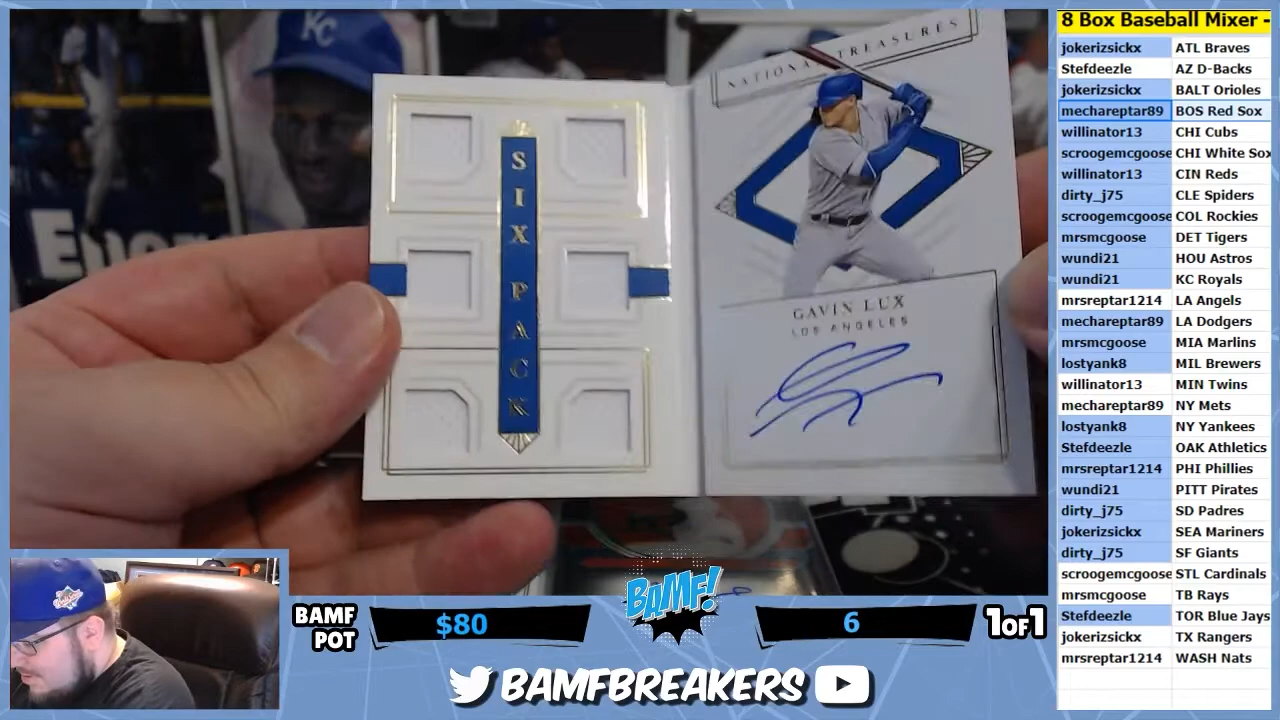 8 Box Baseball Mixer -
jokerizsickx ATL Braves
Stefdeezle AZ D-Backs
jokerizsickx BALT Orioles
mechareptar89 BOS Red Sox
willinator13 CHI Cubs
scroogemcgoose CHI White Sox
willinator13 CIN Reds
dirty_j75 CLE Spiders
scroogemcgoose COL Rockies
mrsmcgoose DET Tigers
wundi21 HOU Astros
wundi21 KC Royals
mrsreptar1214 LA Angels
mechareptar89 LA Dodgers
mrsmcgoose MIA Marlins
lostyank8 MIL Brewers
willinator13 MIN Twins
mechareptar89 NY Mets
lostyank8 NY Yankees
Stefdeezle OAK Athletics
mrsreptar1214 PHI Phillies
wundi21 PITT Pirates
dirty_j75 SD Padres
jokerizsickx SEA Mariners
dirty_j75 SF Giants
scroogemcgoose STL Cardinals
mrsmcgoose TB Rays
Stefdeezle TOR Blue Jays
jokerizsickx TX Rangers
mrsreptar1214 WASH Nats
KC
NATIONAL TREASURES
SIX PACK
GAVIN LUX
LOS ANGELES
BAMF POT
$80
BAMF!
6
1 OF 1
BAMFBREAKERS